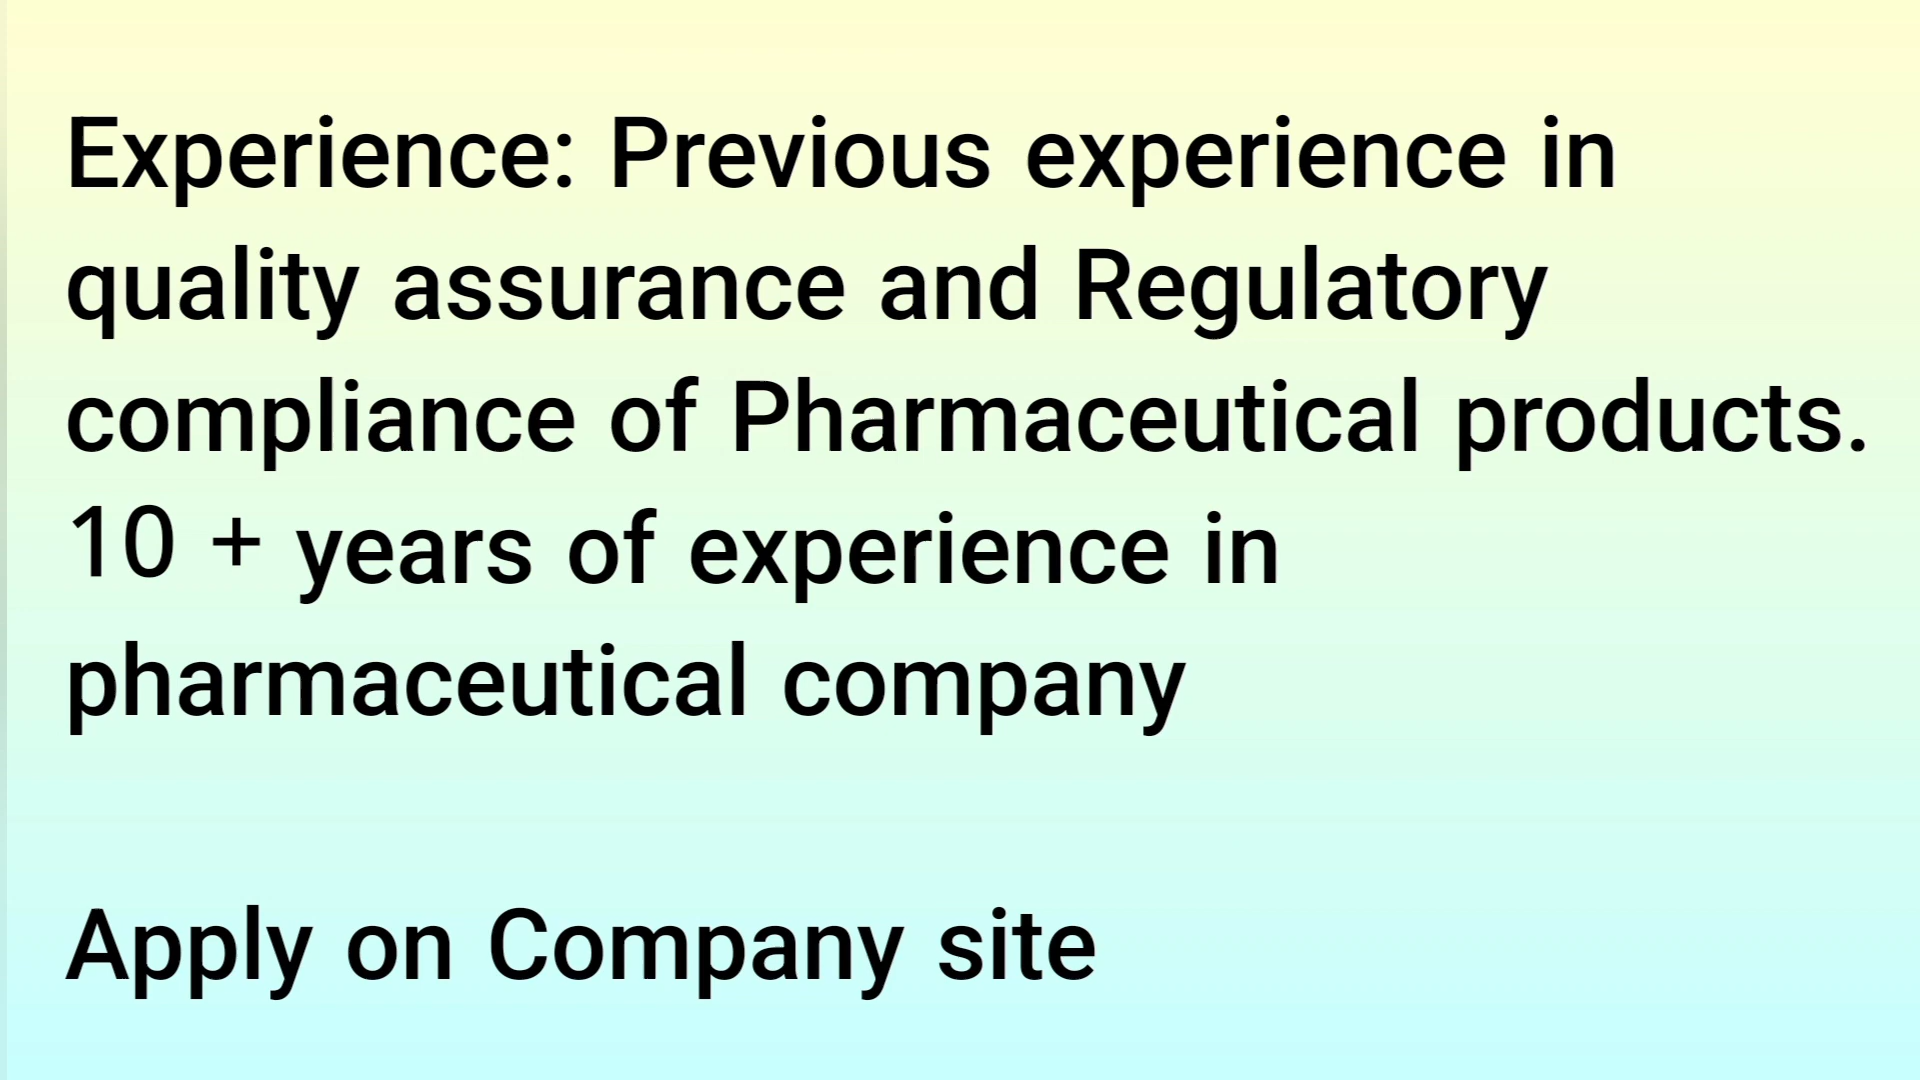 Experience: Previous experience in
quality assurance and Regulatory
compliance of Pharmaceutical products.
10 + years of experience in
pharmaceutical company
Apply on Company site